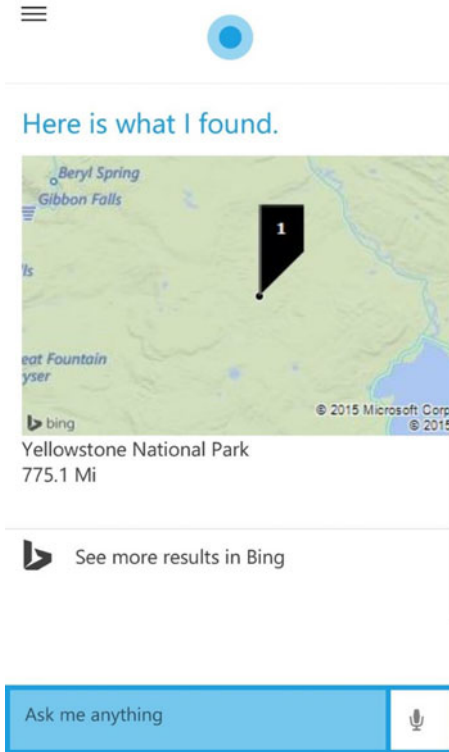 Here is what I found.
Beryl Spring
Gibbon Falls
1
lls
eat Fountain
yser
© 2015 Microsoft Corp
© 2015
bing
Yellowstone National Park
775.1 Mi
See more results in Bing
Ask me anything